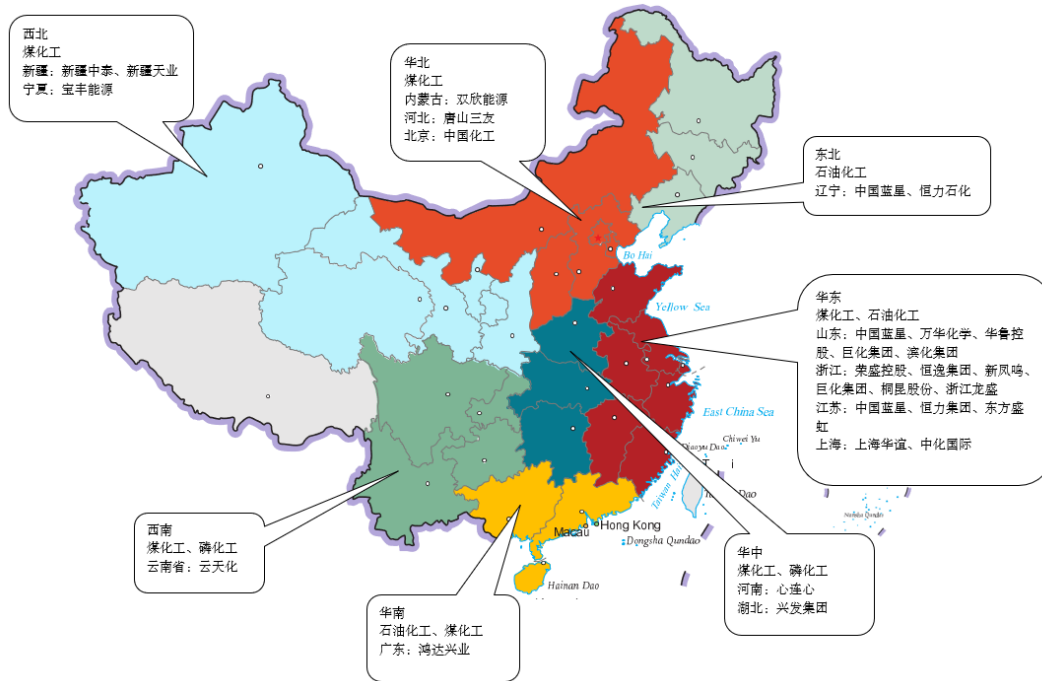 西北
煤化工
新疆：新疆中泰、新疆天业
宁夏：宝丰能源
华北
煤化工
内蒙古：双欣能源
河北：唐山三友
北京：中国化工
东北
石油化工
辽宁：中国蓝星、恒力石化
Bo Hai
Yellow Sea
华东
煤化工、石油化工
山东：中国蓝星、万华化学、华鲁控
股、巨化集团、滨化集团
浙江：荣盛控股、恒逸集团、新凤鸣、
巨化集团、桐昆股份、浙江龙盛
江苏：中国蓝星、恒力集团、东方盛
虹
上海：上海华谊、中化国际
East China Sea
Diaoyu Dao
Chiwei Yu
Taiwan Hai
Dao
Hong Kong
Macau
Dongsha Qundao
Hainan Dao
西南
煤化工、磷化工
云南省：云天化
华南
石油化工、煤化工
广东：鸿达兴业
华中
煤化工、磷化工
河南：心连心
湖北：兴发集团